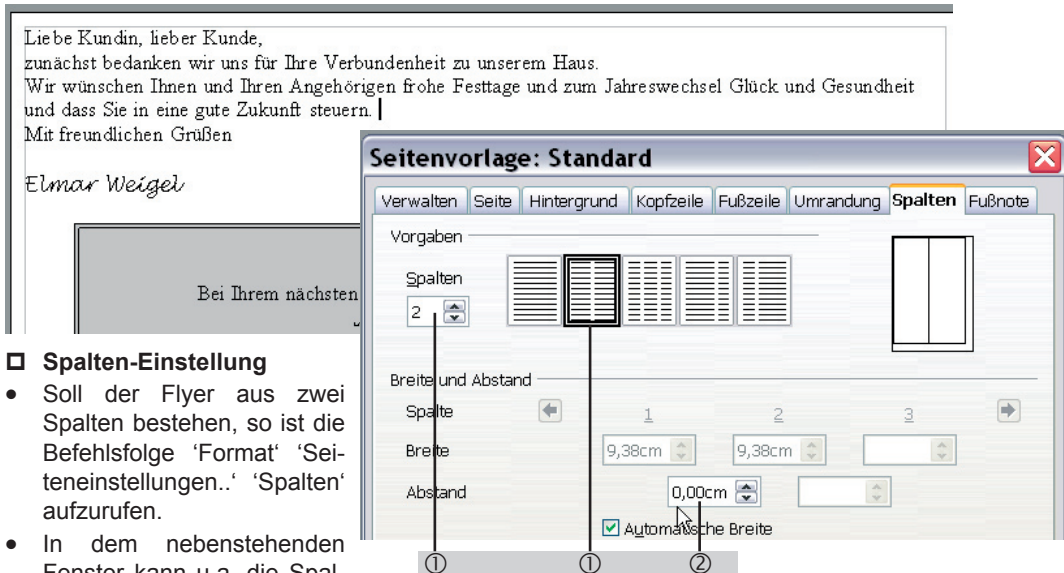 Liebe Kundin, lieber Kunde,
zunächst bedanken wir uns für Ihre Verbundenheit zu unserem Haus.
Wir wünschen Ihnen und Ihren Angehörigen frohe Festtage und zum Jahreswechsel Glück und Gesundheit
und dass Sie in eine gute Zukunft steuern.
Mit freundlichen Grüßen
Elmar Weigel
Bei Ihrem nächsten
Seitenvorlage: Standard
Verwalten Seite Hintergrund Kopfzeile Fußzeile Umrandung Spalten Fußnote
Vorgaben
Spalten
2
Breite und Abstand
Spalte 1 2 3
Breite 9,38cm 9,38cm
Abstand 0,00cm
Automatische Breite
① ① ②
Spalten-Einstellung
• Soll der Flyer aus zwei
Spalten bestehen, so ist die
Befehlsfolge ‘Format’ ‘Sei-
teneinstellungen..‘ ‘Spalten‘
aufzurufen.
• In dem nebenstehenden
Fenster kann u.a. die Spal-